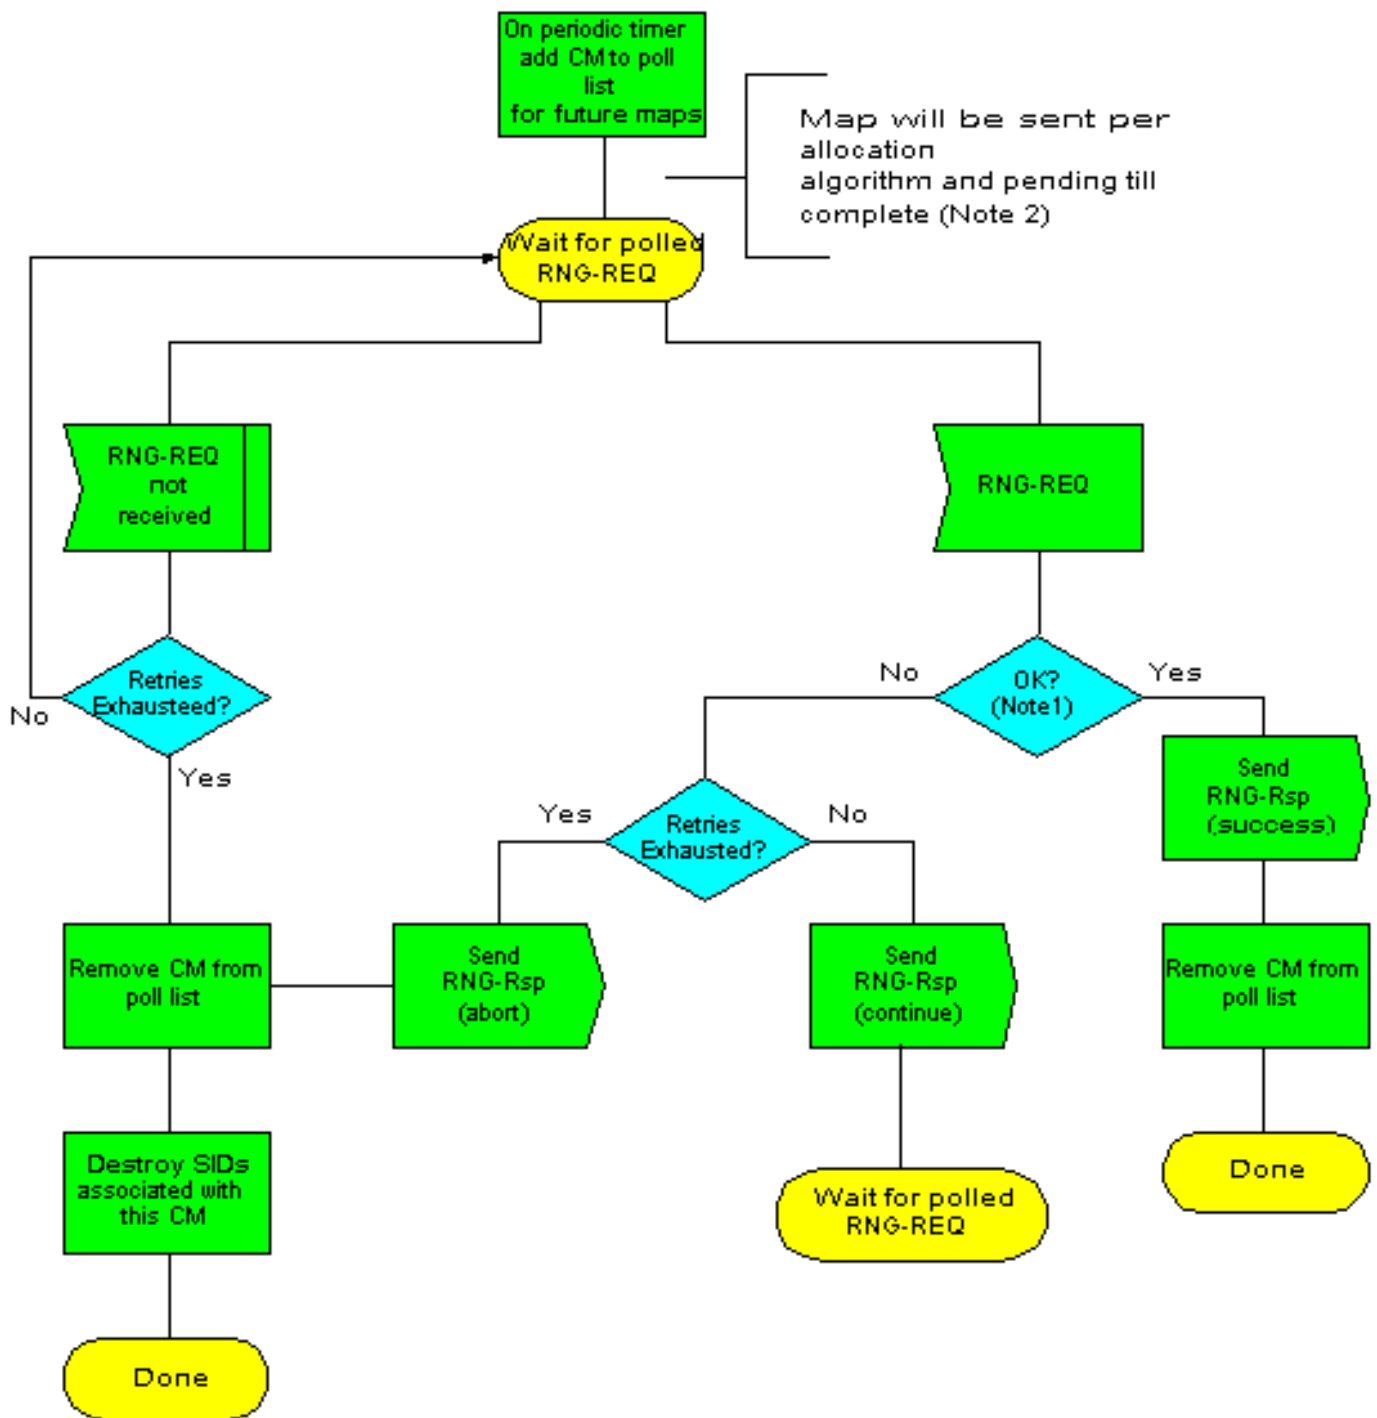 On periodic timer
add CM to poll
list
for future maps
Map will be sent per
allocation
algorithm and pending till
complete (Note 2)
Wait for polled
RNG-REQ
RNG-REQ
not
received
RNG-REQ
Retries
Exhausteed?
No
Yes
OK?
(Note1)
No
Yes
Send
RNG-Rsp
(success)
Retries
Exhausted?
Yes
No
Remove CM from
poll list
Send
RNG-Rsp
(abort)
Send
RNG-Rsp
(continue)
Remove CM from
poll list
Destroy SIDs
associated with
this CM
Wait for polled
RNG-REQ
Done
Done